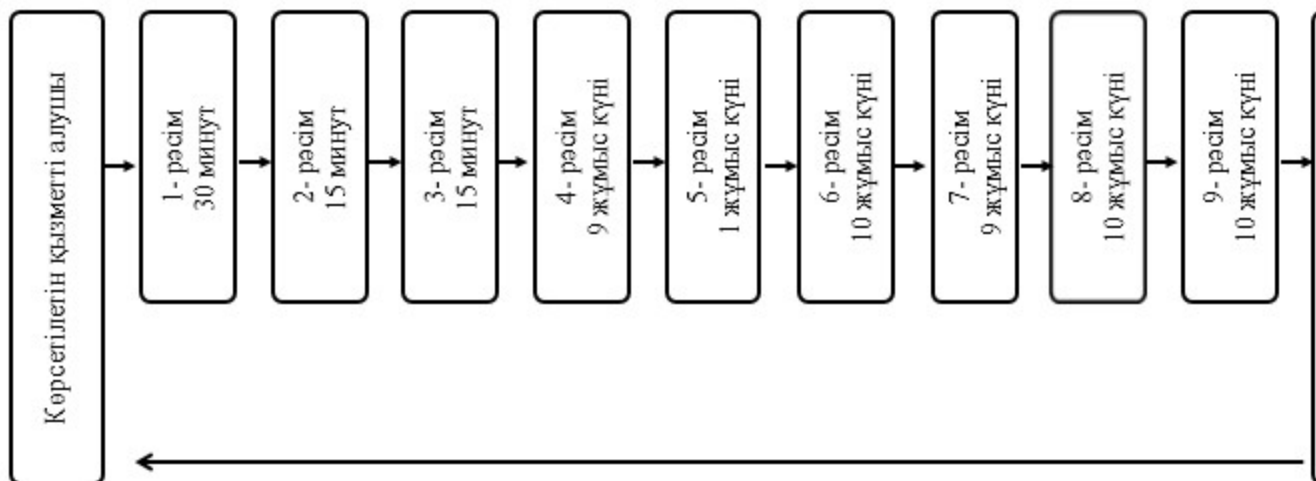 Көрсетілетін қызметті алушы
1- рәсім
30 минут
2- рәсім
15 минут
3- рәсім
15 минут
4- рәсім
9 жұмыс күні
5- рәсім
1 жұмыс күні
6- рәсім
10 жұмыс күні
7- рәсім
9 жұмыс күні
8- рәсім
10 жұмыс күні
9- рәсім
10 жұмыс күні